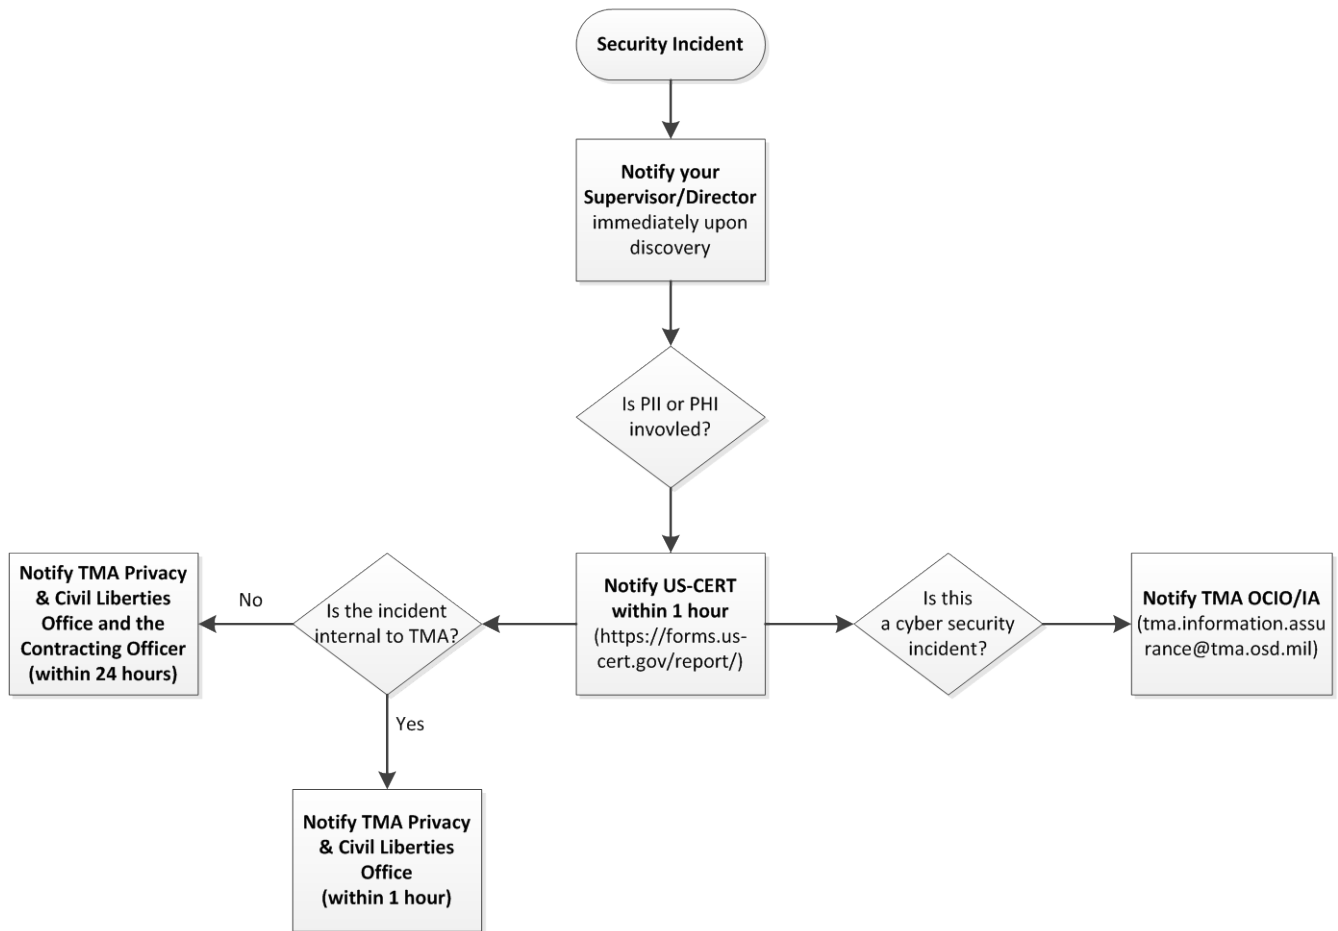 Security Incident
Notify your
Supervisor/Director
immediately upon
discovery
Is PII or PHI
invovled?
Notify TMA Privacy
& Civil Liberties
Office and the
Contracting Officer
(within 24 hours)
No
Is the incident
internal to TMA?
Notify US-CERT
within 1 hour
(https://forms.us-
cert.gov/report/)
Is this
a cyber security
incident?
Notify TMA OCIO/IA
(tma.information.assu
rance@tma.osd.mil)
Yes
Notify TMA Privacy
& Civil Liberties
Office
(within 1 hour)